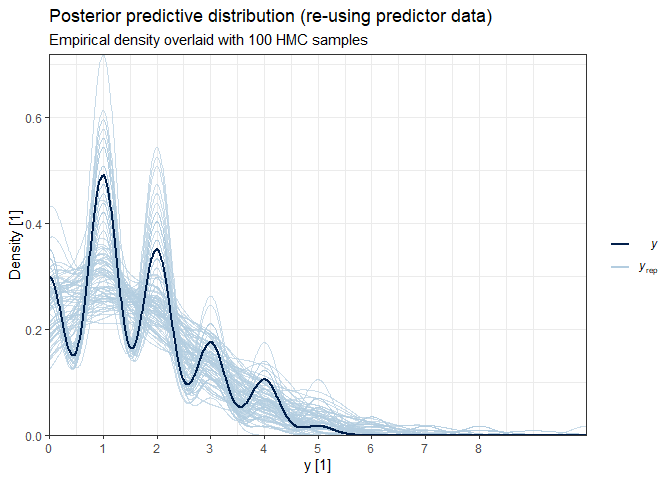 Posterior predictive distribution (re-using predictor data)
Empirical density overlaid with 100 HMC samples
0.6
0.4
0.2
0.0
Density [1]
0 1 2 3 4 5 6 7 8
y [1]
y
y rep